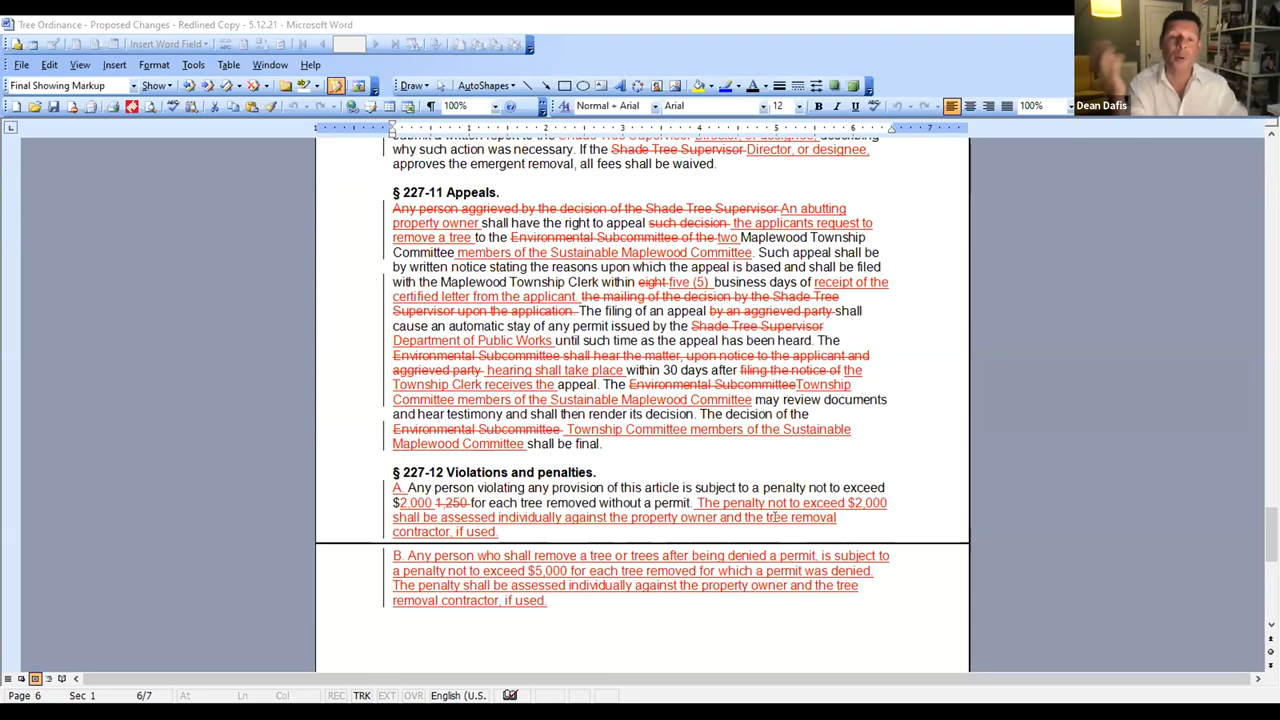 Tree Ordinance - Proposed Changes - Redlined Copy - 5.12.21 - Microsoft Word
Insert Word Field
File Edit View Insert Format Tools Table Window Help
Final Showing Markup Show Draw AutoShapes
100% Normal + Arial Arial 12 B I U 100%
Dean Dafis
1 1 2 3 4 5 6 7
why such action was necessary. If the Shade Tree Supervisor Director, or designee,
approves the emergent removal, all fees shall be waived.
§ 227-11 Appeals.
Any person aggrieved by the decision of the Shade Tree Supervisor An abutting
property owner shall have the right to appeal such decision the applicants request to
remove a tree to the Environmental Subcommittee of the two Maplewood Township
Committee members of the Sustainable Maplewood Committee. Such appeal shall be
by written notice stating the reasons upon which the appeal is based and shall be filed
with the Maplewood Township Clerk within eight five (5) business days of receipt of the
certified letter from the applicant the mailing of the decision by the Shade Tree
Supervisor upon the application. The filing of an appeal by an aggrieved party shall
cause an automatic stay of any permit issued by the Shade Tree Supervisor
Department of Public Works until such time as the appeal has been heard. The
Environmental Subcommittee shall hear the matter, upon notice to the applicant and
aggrieved party hearing shall take place within 30 days after filing the notice of the
Township Clerk receives the appeal. The Environmental SubcommitteeTownship
Committee members of the Sustainable Maplewood Committee may review documents
and hear testimony and shall then render its decision. The decision of the
Environmental Subcommittee Township Committee members of the Sustainable
Maplewood Committee shall be final.
§ 227-12 Violations and penalties.
A. Any person violating any provision of this article is subject to a penalty not to exceed
$2,000 1,250 for each tree removed without a permit. The penalty not to exceed $2,000
shall be assessed individually against the property owner and the tree removal
contractor, if used.
B. Any person who shall remove a tree or trees after being denied a permit, is subject to
a penalty not to exceed $5,000 for each tree removed for which a permit was denied.
The penalty shall be assessed individually against the property owner and the tree
removal contractor, if used.
Page 6 Sec 1 6/7 At Ln Col REC TRK EXT OVR English (U.S.